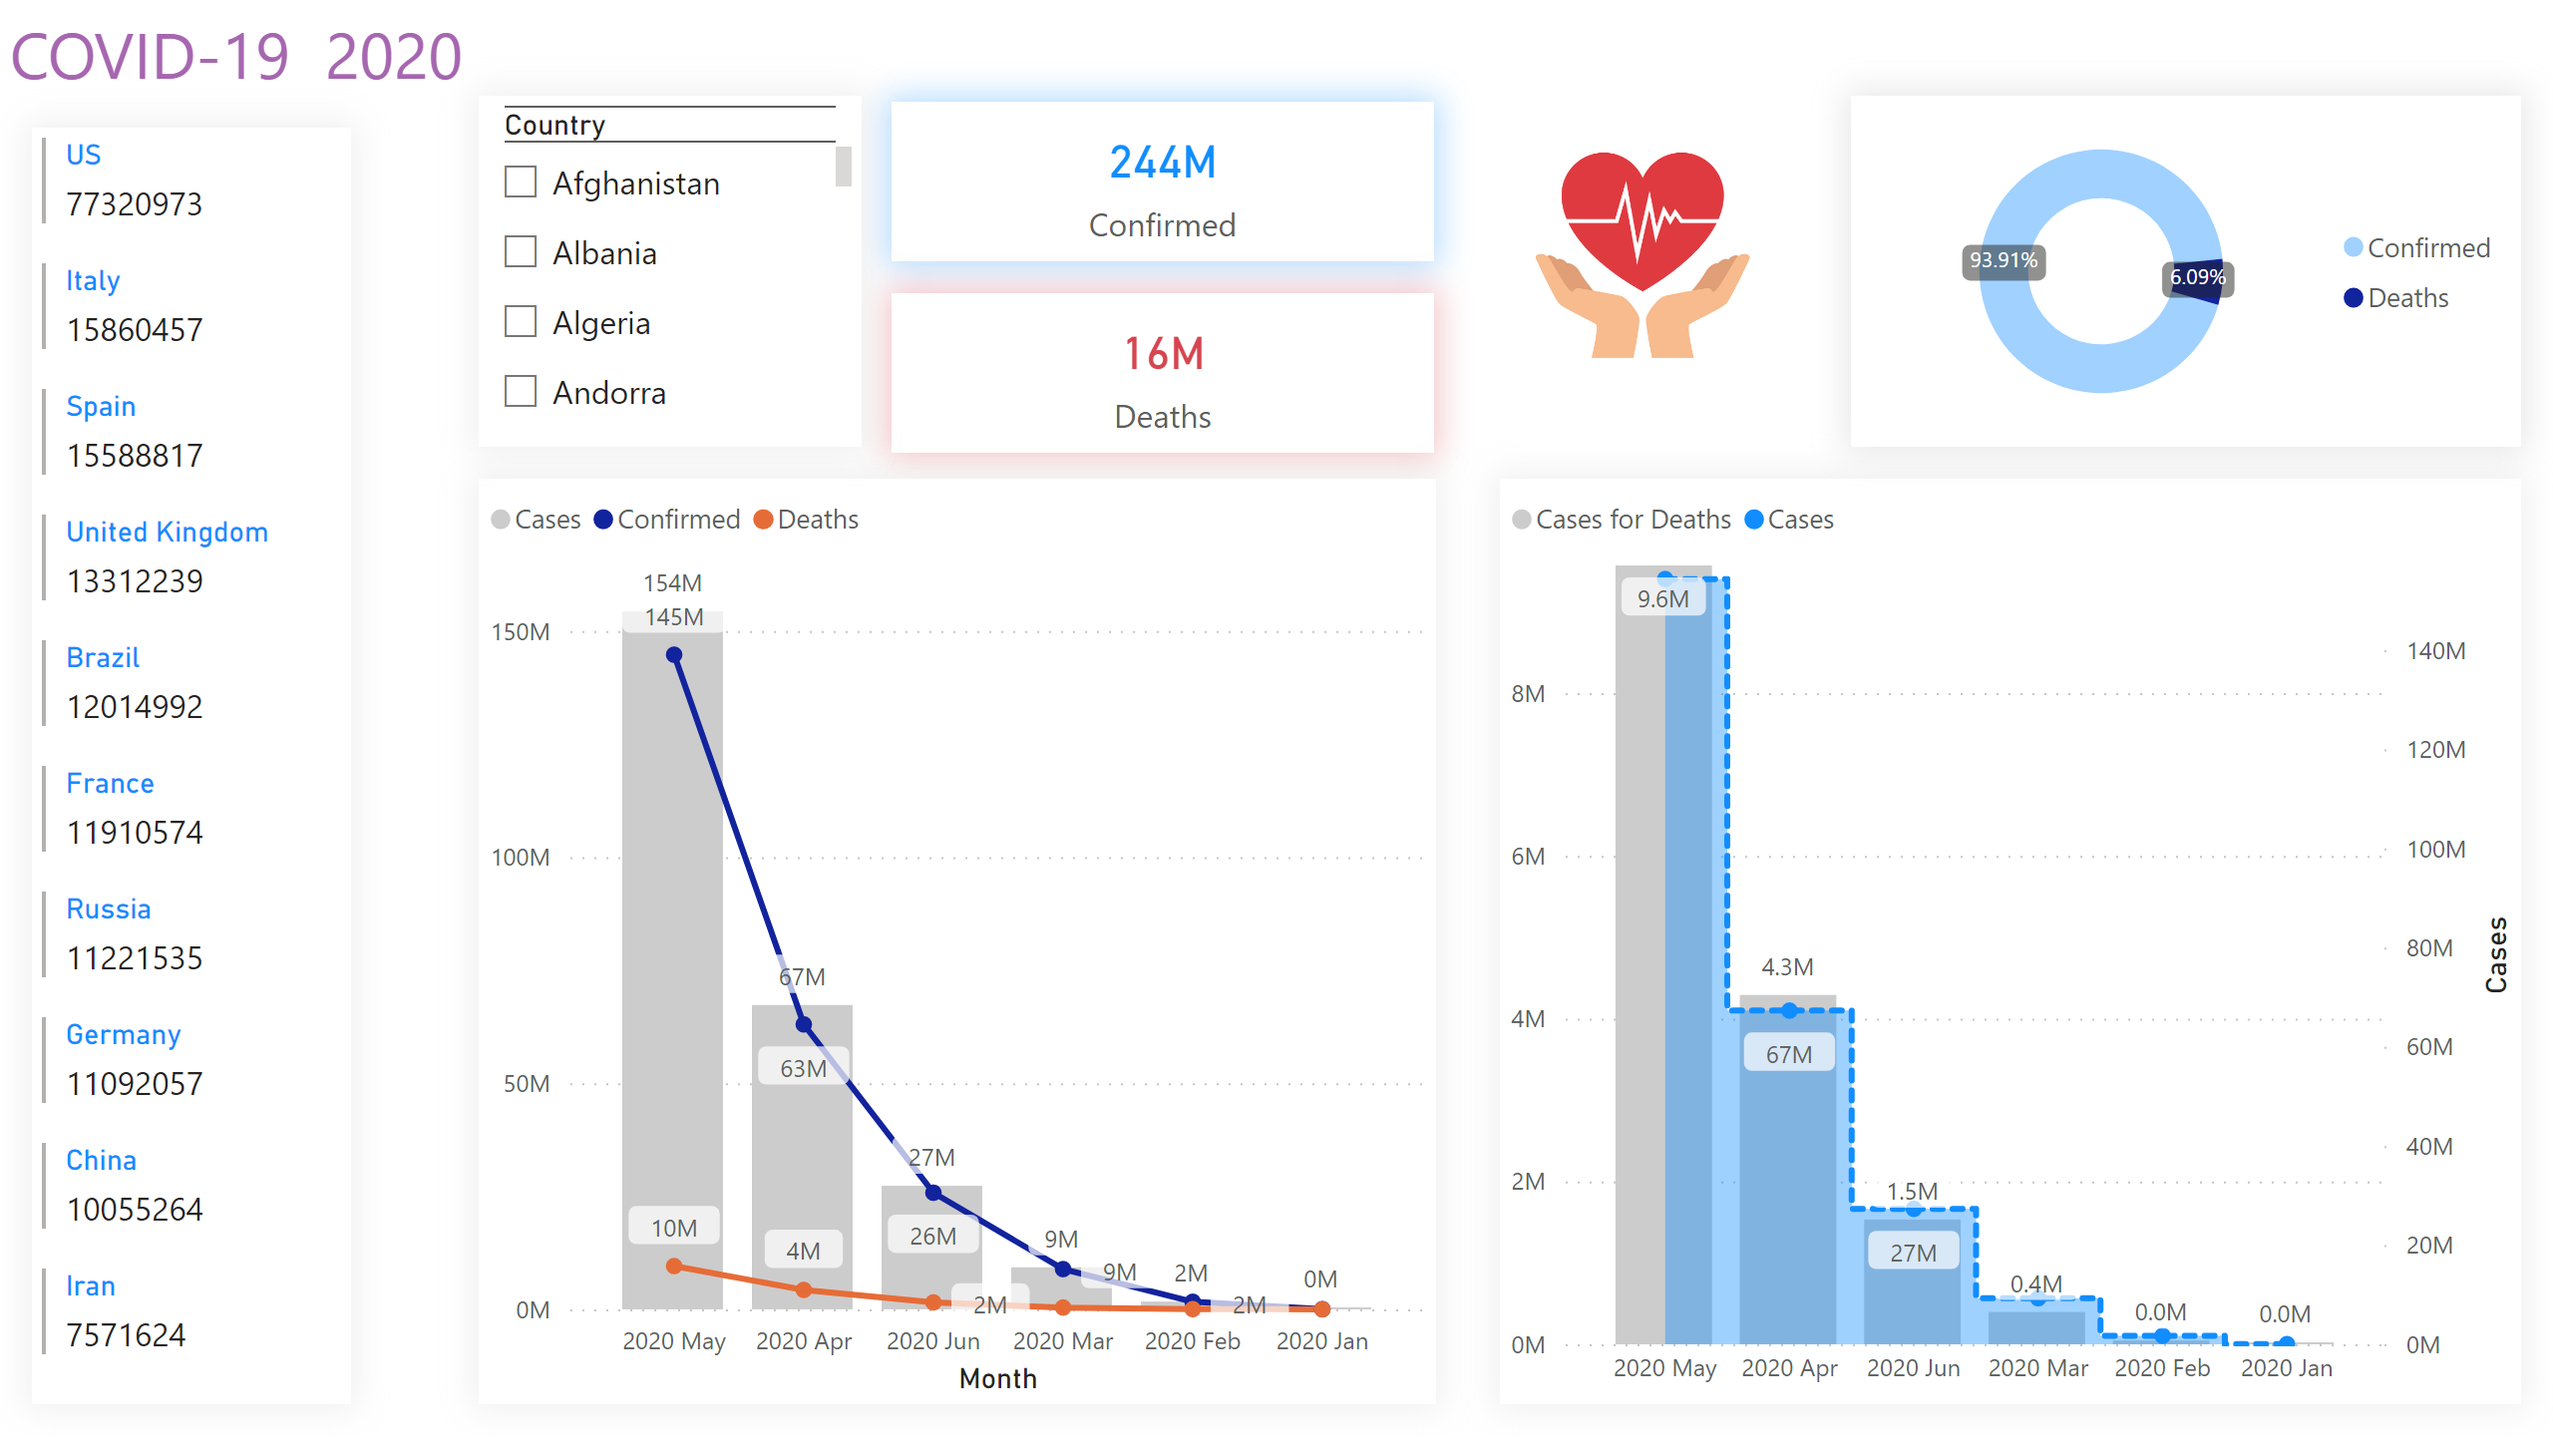 COVID-19 2020
US
77320973
Italy
15860457
Spain
15588817
United Kingdom
13312239
Brazil
12014992
France
11910574
Russia
11221535
Germany
11092057
China
10055264
Iran
7571624
Country
Afghanistan
Albania
Algeria
Andorra
244M
Confirmed
16M
Deaths
93.91%
6.09%
Confirmed
Deaths
Cases Confirmed Deaths
154M
145M
150M
100M
67M
63M
50M
27M
26M
10M
4M
9M
9M
2M
0M
2M
2M
0M
2020 May 2020 Apr 2020 Jun 2020 Mar 2020 Feb 2020 Jan
Month
Cases for Deaths Cases
9.6M
8M
6M
4.3M
4M
67M
2M
1.5M
27M
0.4M
0.0M
0.0M
0M
140M
120M
100M
80M
60M
40M
20M
0M
Cases
2020 May 2020 Apr 2020 Jun 2020 Mar 2020 Feb 2020 Jan